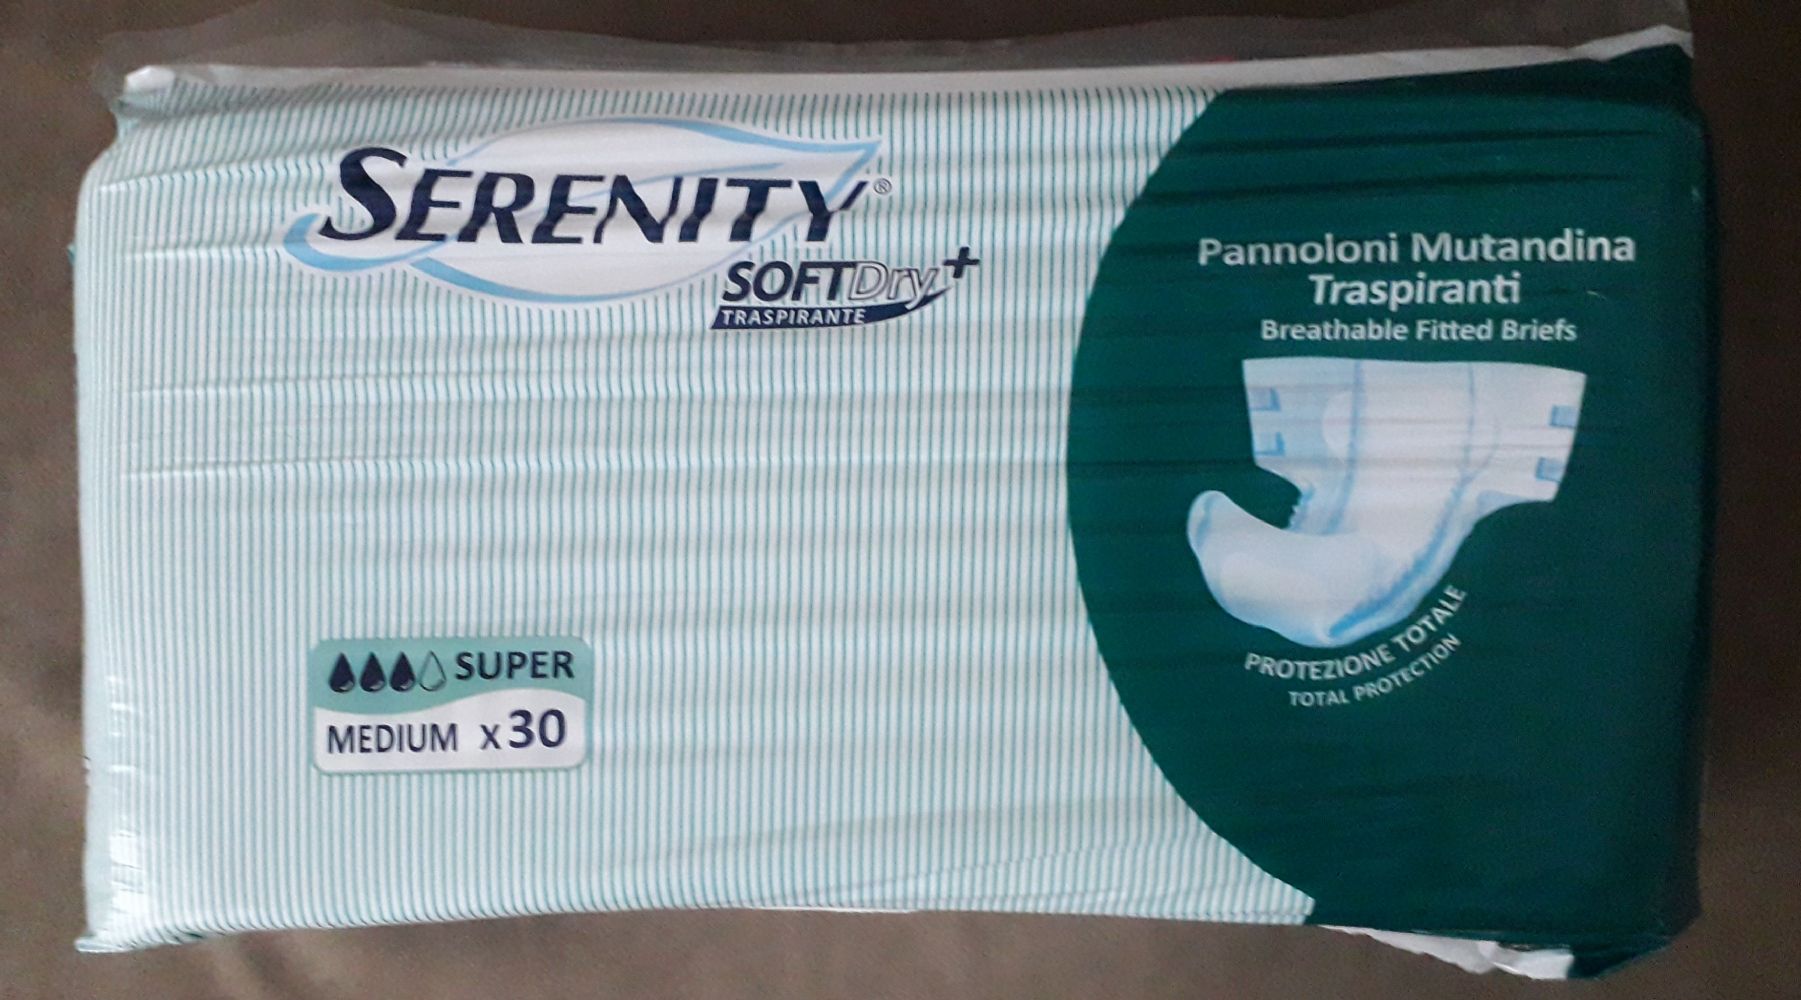 SERENITY®
SOFTDry+
TRASPIRANTE
Pannoloni Mutandina
Traspiranti
Breathable Fitted Briefs
PROTEZIONE TOTALE
TOTAL PROTECTION
SUPER
MEDIUM x30